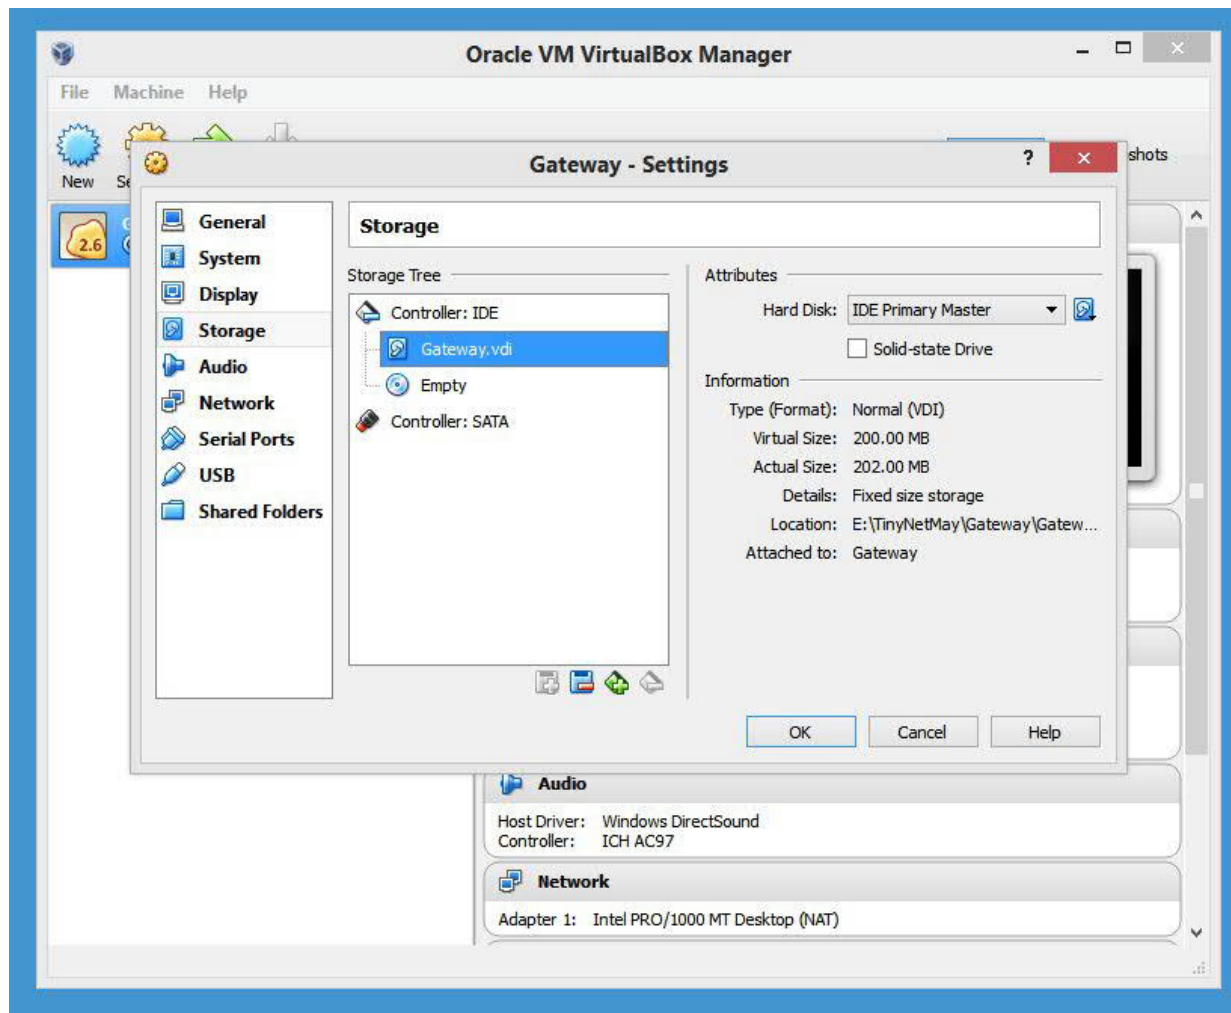 Oracle VM VirtualBox Manager
File Machine Help
New
shots
2.6
Gateway - Settings
?
General
System
Display
Storage
Audio
Network
Serial Ports
USB
Shared Folders
Storage
Storage Tree
Controller: IDE
Gateway.vdi
Empty
Controller: SATA
Attributes
Hard Disk: IDE Primary Master
Solid-state Drive
Information
Type (Format): Normal (VDI)
Virtual Size: 200.00 MB
Actual Size: 202.00 MB
Details: Fixed size storage
Location: E:\TinyNetMay\Gateway\Gatew...
Attached to: Gateway
OK Cancel Help
Audio
Host Driver: Windows DirectSound
Controller: ICH AC97
Network
Adapter 1: Intel PRO/1000 MT Desktop (NAT)